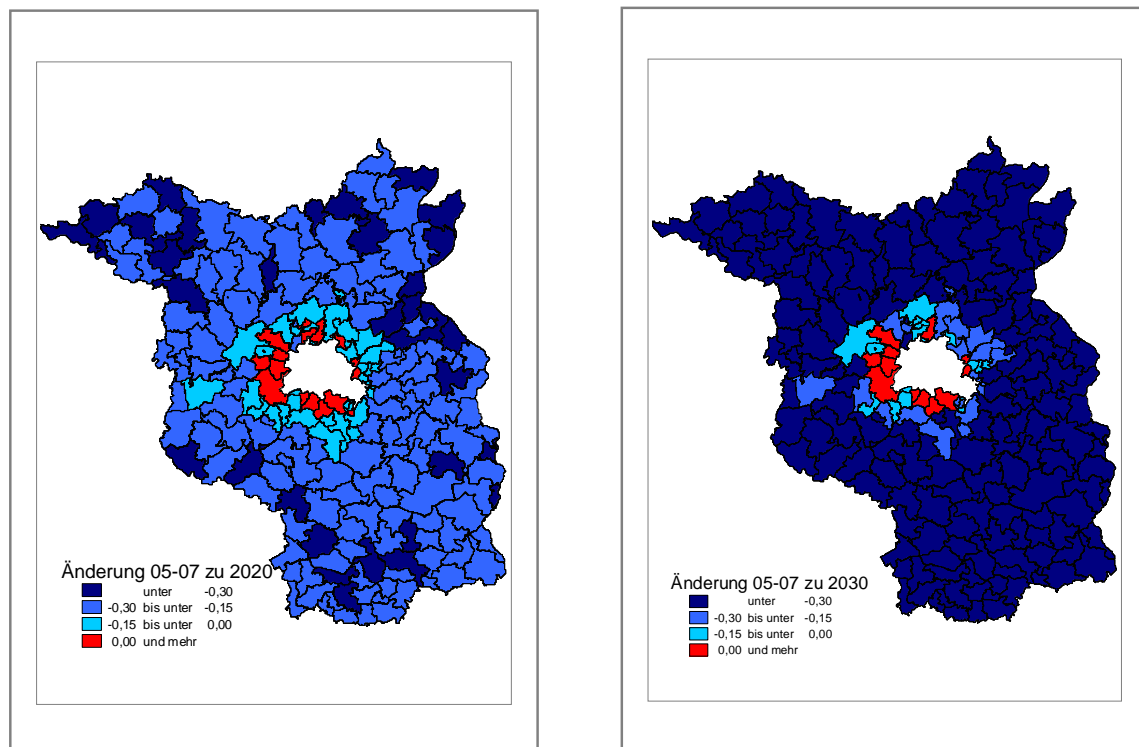 Änderung 05-07 zu 2020
unter -0,30
-0,30 bis unter -0,15
-0,15 bis unter 0,00
0,00 und mehr
Änderung 05-07 zu 2030
unter -0,30
-0,30 bis unter -0,15
-0,15 bis unter 0,00
0,00 und mehr